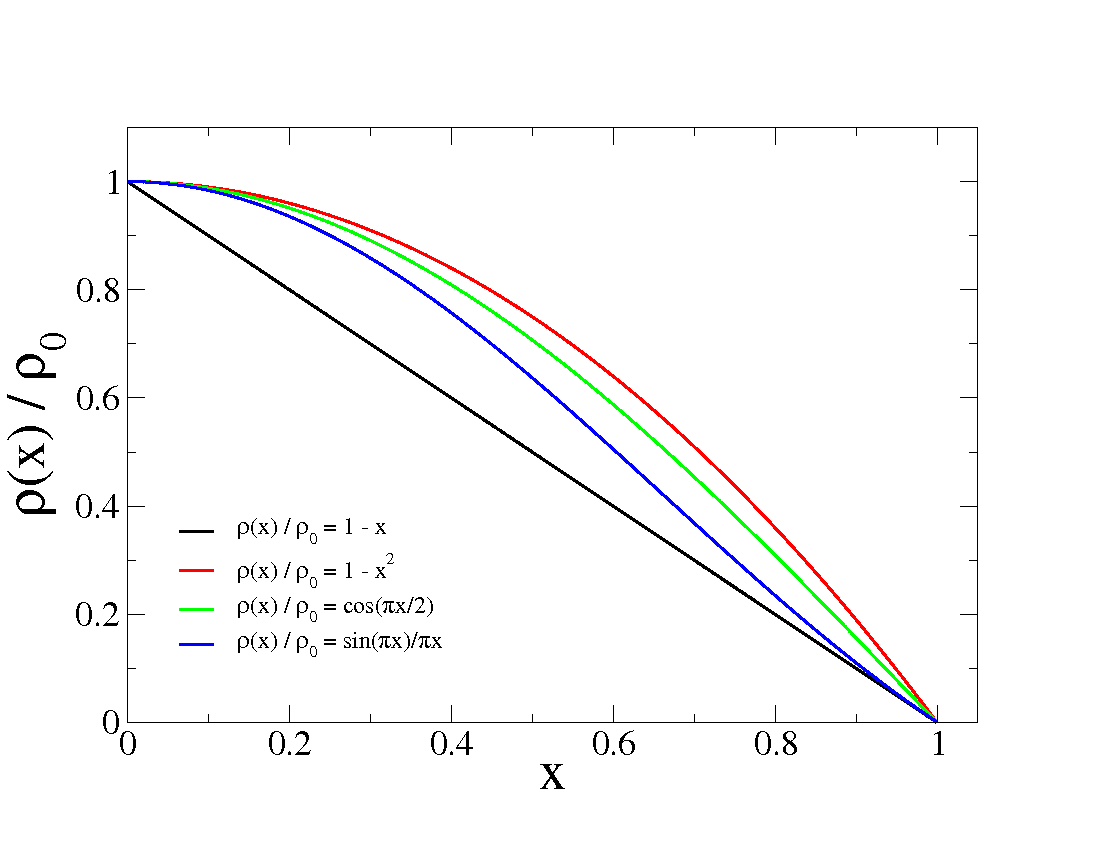 ρ(x) / ρ₀
1
0.8
0.6
0.4
0.2
0
ρ(x) / ρ₀ = 1 - x
ρ(x) / ρ₀ = 1 - x²
ρ(x) / ρ₀ = cos(πx/2)
ρ(x) / ρ₀ = sin(πx)/πx
0 0.2 0.4 0.6 0.8 1
x